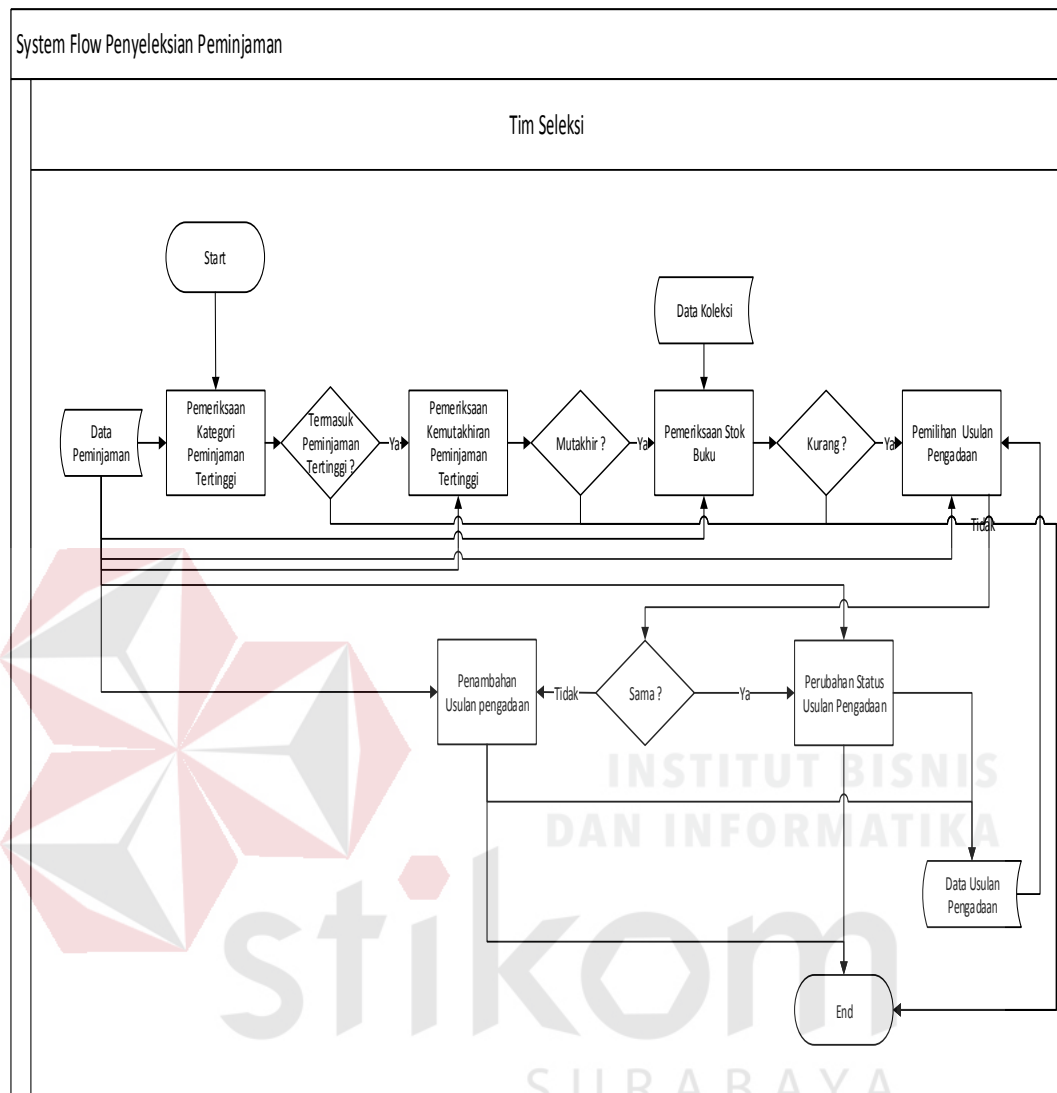 System Flow Penyeleksian Peminjaman
Tim Seleksi
Start
Data Koleksi
Data
Peminjaman
Pemeriksaan
Kategori
Peminjaman
Tertinggi
Termasuk
Peminjaman
Tertinggi ?
Ya
Pemeriksaan
Kemutakhiran
Peminjaman
Tertinggi
Mutakhir ?
Ya
Pemeriksaan Stok
Buku
Kurang ?
Ya
Pemilihan Usulan
Pengadaan
Tidak
Penambahan
Usulan pengadaan
Tidak
Sama ?
Ya
Perubahan Status
Usulan Pengadaan
INSTITUT BISNIS
DAN INFORMATIKA
Data Usulan
Pengadaan
stikom
End
SURABAYA